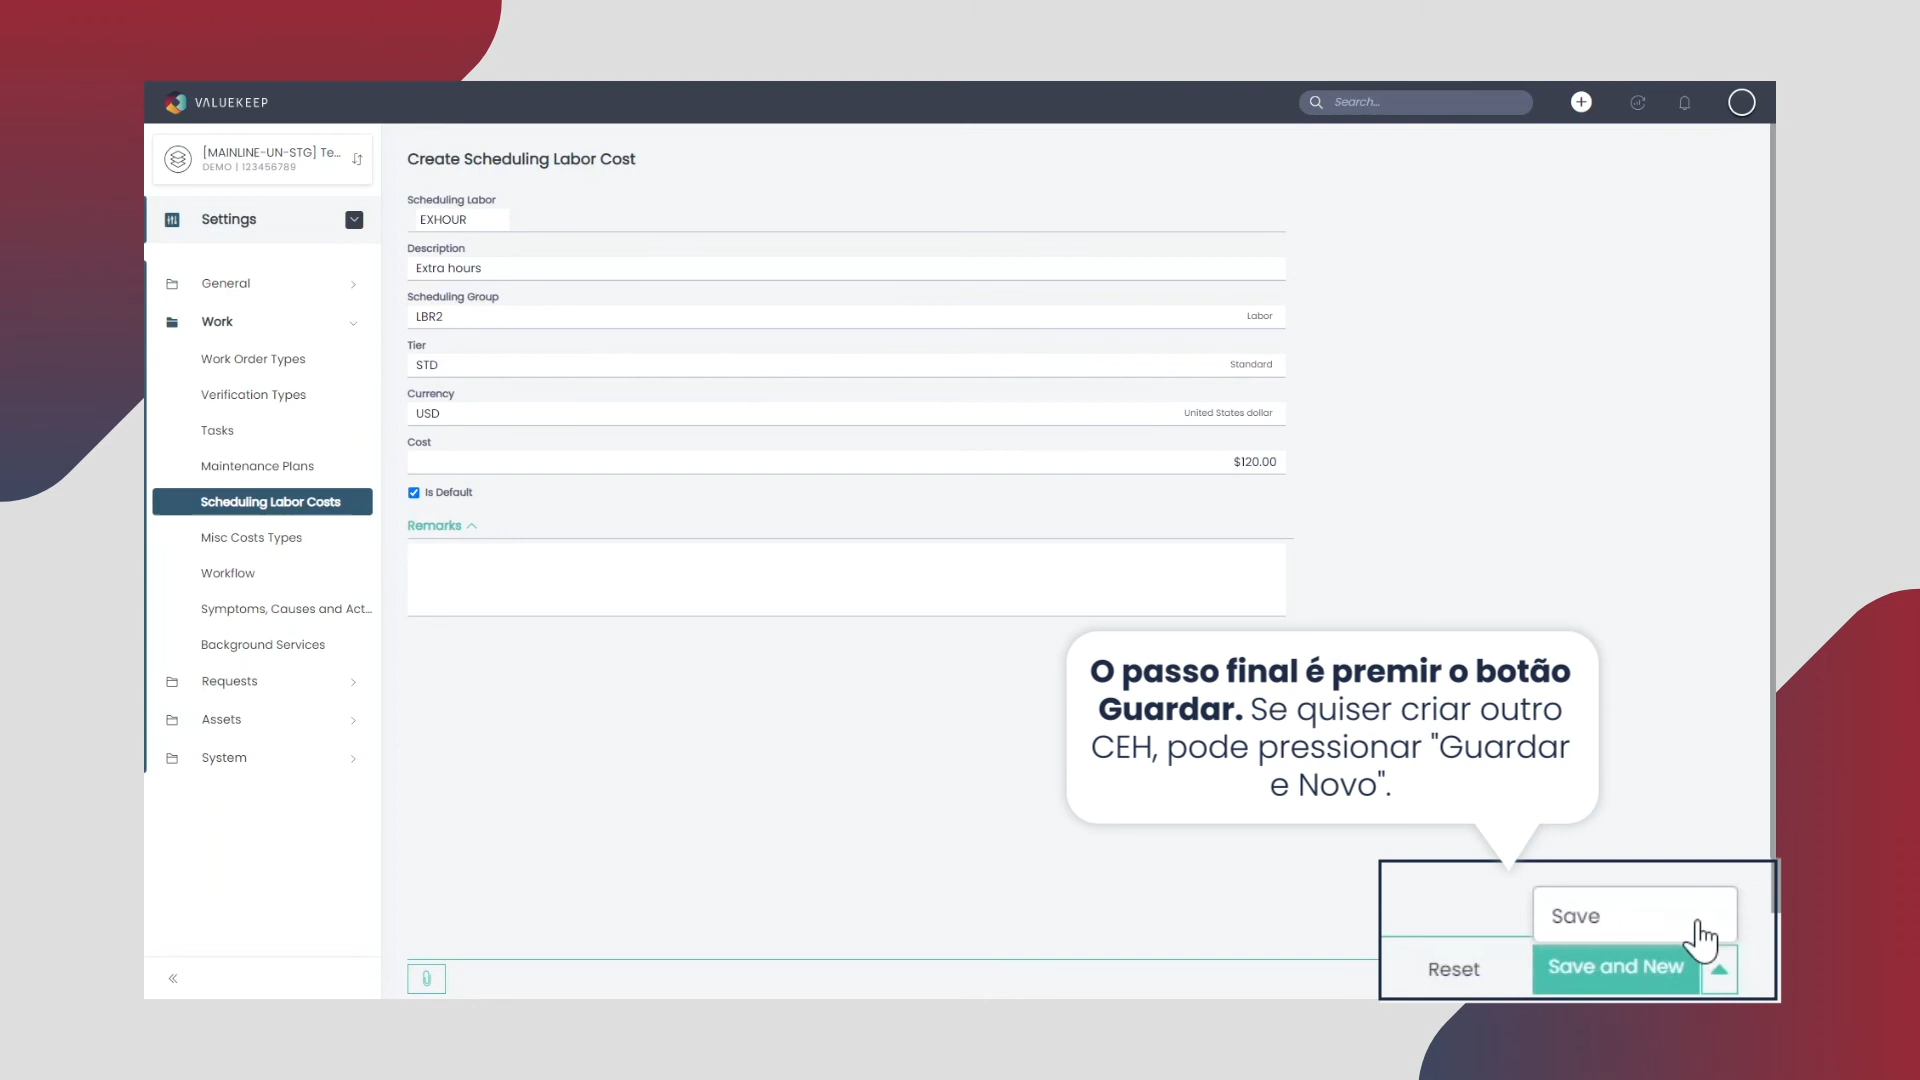 VALUEKEEP
Search...
[MAINLINE-UN-STG] Te...
DEMO | 123456789
Settings
General
Work
Work Order Types
Verification Types
Tasks
Maintenance Plans
Scheduling Labor Costs
Misc Costs Types
Workflow
Symptoms, Causes and Act...
Background Services
Requests
Assets
System
Create Scheduling Labor Cost
Scheduling Labor
EXHOUR
Description
Extra hours
Scheduling Group
LBR2 Labor
Tier
STD Standard
Currency
USD United States dollar
Cost
$120.00
Is Default
Remarks
O passo final é premir o botão
Guardar. Se quiser criar outro
CEH, pode pressionar "Guardar
e Novo".
Save
Reset Save and New